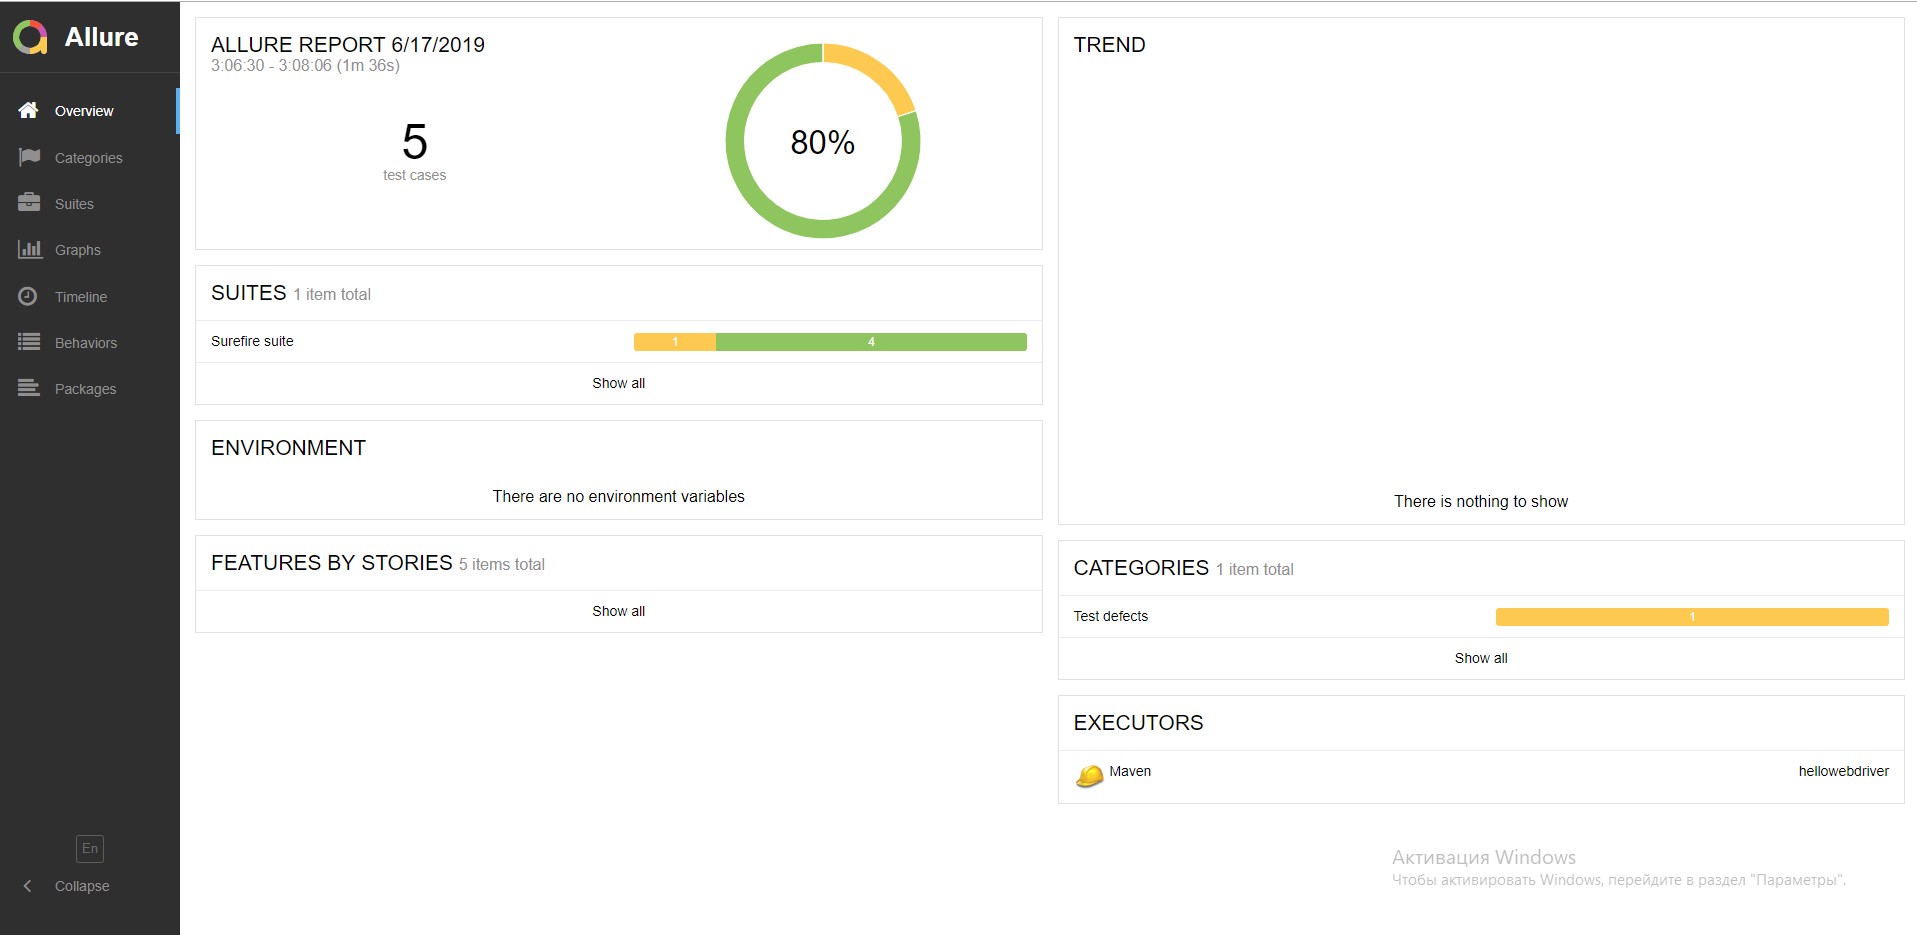 Allure
Overview
Categories
Suites
Graphs
Timeline
Behaviors
Packages
En
Collapse
ALLURE REPORT 6/17/2019
3:06:30 - 3:08:06 (1m 36s)
5
test cases
80%
SUITES 1 item total
Surefire suite 1 4
Show all
ENVIRONMENT
There are no environment variables
FEATURES BY STORIES 5 items total
Show all
TREND
There is nothing to show
CATEGORIES 1 item total
Test defects 1
Show all
EXECUTORS
Maven hellowebdriver
Активация Windows
Чтобы активировать Windows, перейдите в раздел "Параметры".